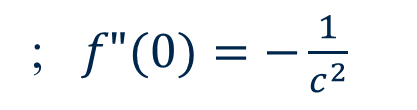 ; f"(0) = −1/c²